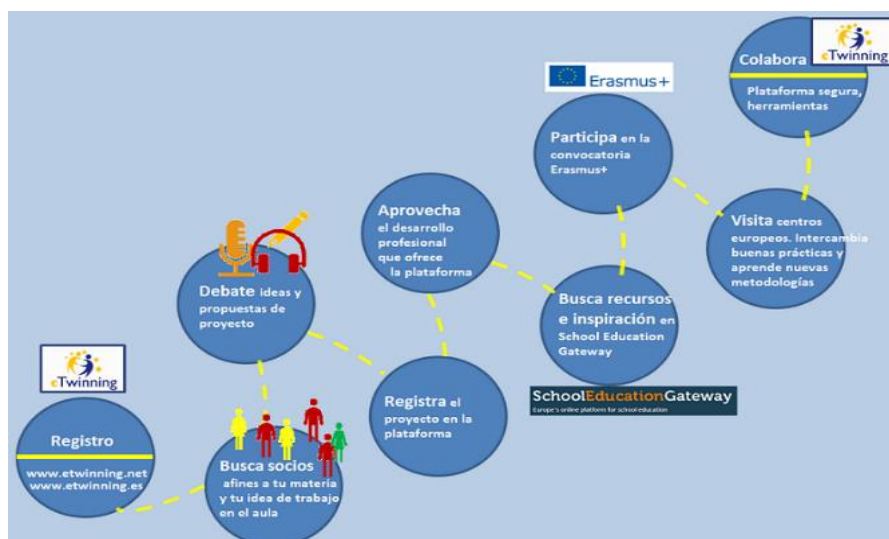 eTwinning
Registro
www.etwinning.net
www.etwinning.es
Busca socios
afines a tu materia
y tu idea de trabajo
en el aula
Debate ideas y
propuestas de
proyecto
Registra el
proyecto en la
plataforma
Aprovecha
el desarrollo
profesional
que ofrece
la plataforma
Busca recursos
e inspiración en
School Education
Gateway
SchoolEducationGateway
Europe's online platform for school education
Erasmus+
Participa en la
convocatoria
Erasmus+
Visita centros
europeos. Intercambia
buenas prácticas y
aprende nuevas
metodologías
eTwinning
Colabora
Plataforma segura,
herramientas